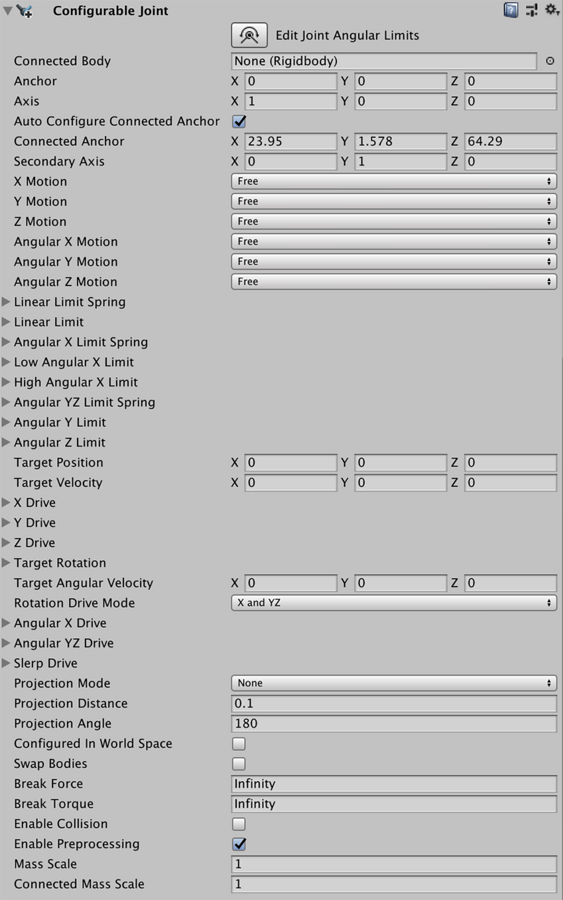 Configurable Joint
Edit Joint Angular Limits
Connected Body None (Rigidbody)
Anchor X 0 Y 0 Z 0
Axis X 1 Y 0 Z 0
Auto Configure Connected Anchor
Connected Anchor X 23.95 Y 1.578 Z 64.29
Secondary Axis X 0 Y 1 Z 0
X Motion Free
Y Motion Free
Z Motion Free
Angular X Motion Free
Angular Y Motion Free
Angular Z Motion Free
Linear Limit Spring
Linear Limit
Angular X Limit Spring
Low Angular X Limit
High Angular X Limit
Angular YZ Limit Spring
Angular Y Limit
Angular Z Limit
Target Position X 0 Y 0 Z 0
Target Velocity X 0 Y 0 Z 0
X Drive
Y Drive
Z Drive
Target Rotation
Target Angular Velocity X 0 Y 0 Z 0
Rotation Drive Mode X and YZ
Angular X Drive
Angular YZ Drive
Slerp Drive
Projection Mode None
Projection Distance 0.1
Projection Angle 180
Configured In World Space
Swap Bodies
Break Force Infinity
Break Torque Infinity
Enable Collision
Enable Preprocessing
Mass Scale 1
Connected Mass Scale 1